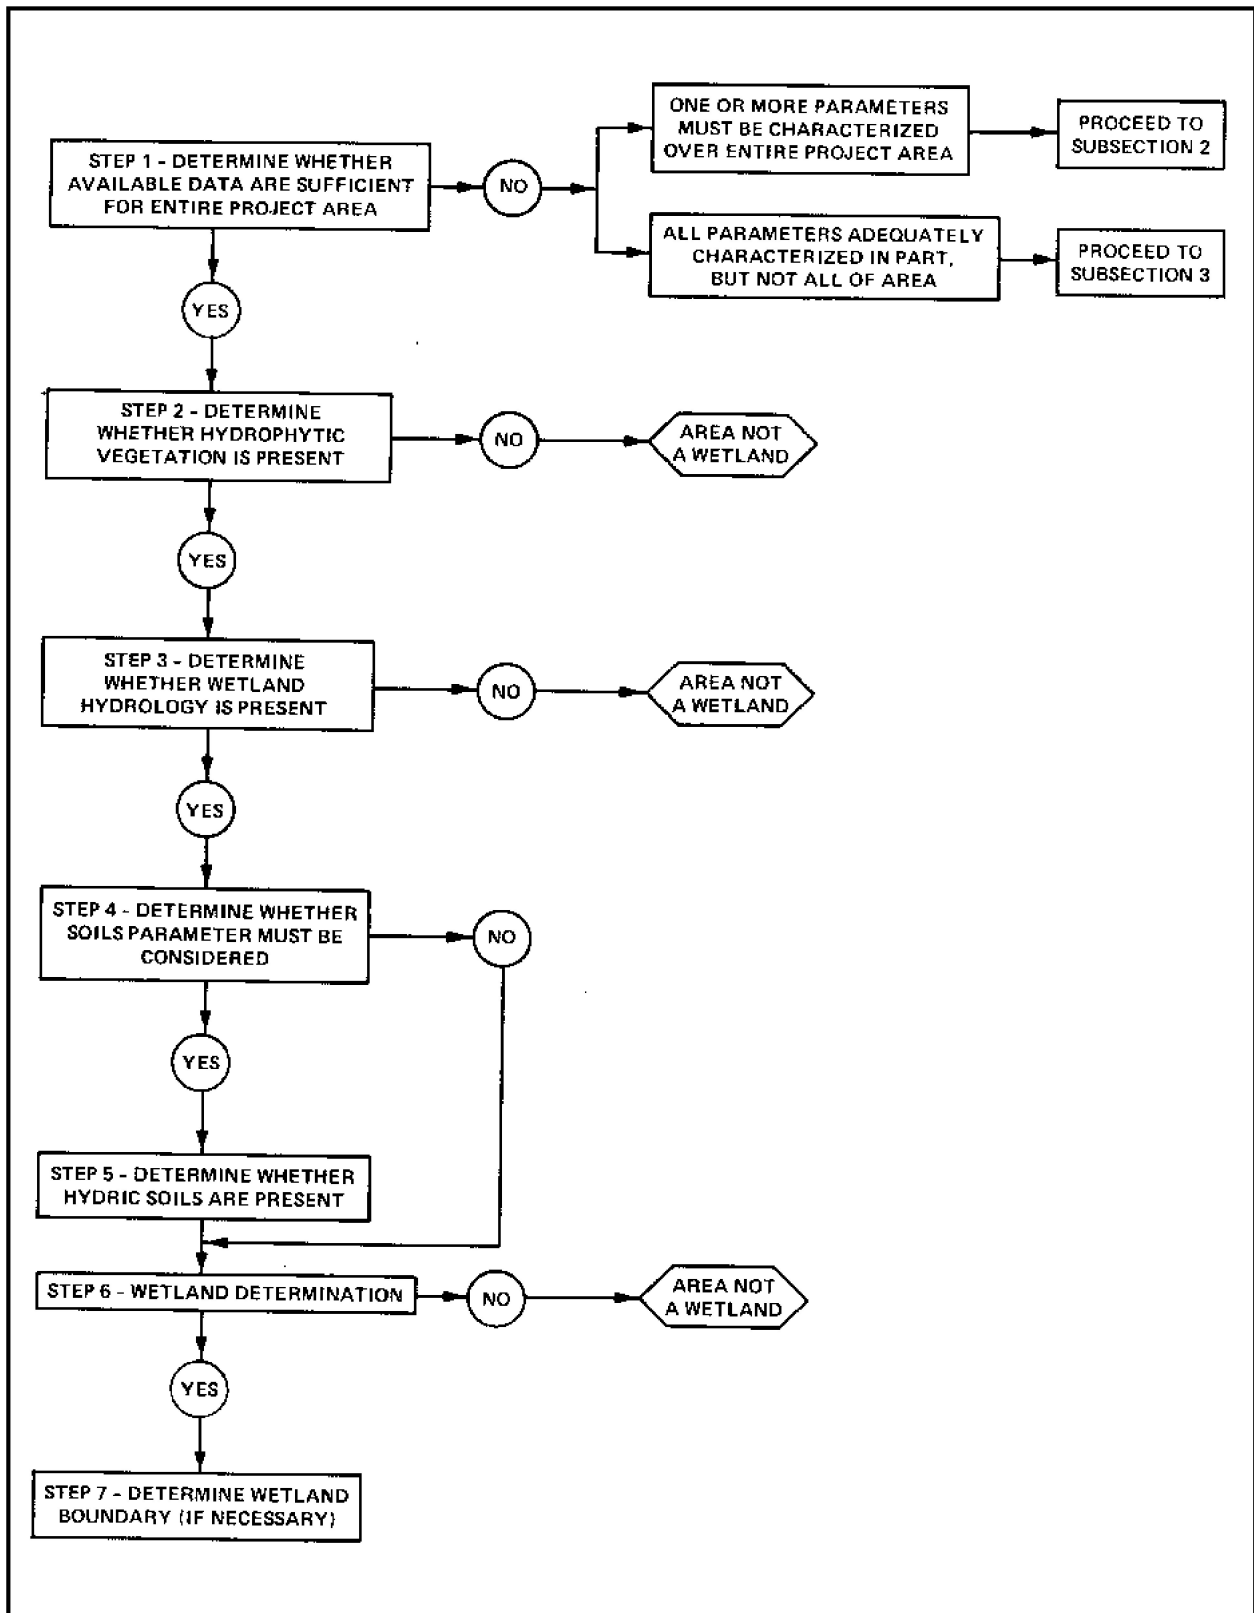 STEP 1 - DETERMINE WHETHER
AVAILABLE DATA ARE SUFFICIENT
FOR ENTIRE PROJECT AREA
NO
ONE OR MORE PARAMETERS
MUST BE CHARACTERIZED
OVER ENTIRE PROJECT AREA
PROCEED TO
SUBSECTION 2
ALL PARAMETERS ADEQUATELY
CHARACTERIZED IN PART,
BUT NOT ALL OF AREA
PROCEED TO
SUBSECTION 3
YES
STEP 2 - DETERMINE
WHETHER HYDROPHYTIC
VEGETATION IS PRESENT
NO
AREA NOT
A WETLAND
YES
STEP 3 - DETERMINE
WHETHER WETLAND
HYDROLOGY IS PRESENT
NO
AREA NOT
A WETLAND
YES
STEP 4 - DETERMINE WHETHER
SOILS PARAMETER MUST BE
CONSIDERED
NO
YES
STEP 5 - DETERMINE WHETHER
HYDRIC SOILS ARE PRESENT
STEP 6 - WETLAND DETERMINATION
NO
AREA NOT
A WETLAND
YES
STEP 7 - DETERMINE WETLAND
BOUNDARY (IF NECESSARY)